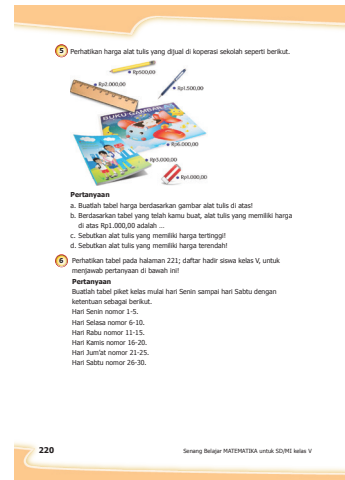 5 Perhatikan harga alat tulis yang dijual di koperasi sekolah seperti berikut.
Rp500,00
Rp2.000,00
Rp1.500,00
BUKU GAMBAR
Rp6.000,00
Rp3.000,00
Rp1.000,00
Pertanyaan
a. Buatlah tabel harga berdasarkan gambar alat tulis di atas!
b. Berdasarkan tabel yang telah kamu buat, alat tulis yang memiliki harga
di atas Rp1.000,00 adalah ...
c. Sebutkan alat tulis yang memiliki harga tertinggi!
d. Sebutkan alat tulis yang memiliki harga terendah!
6 Perhatikan tabel pada halaman 221; daftar hadir siswa kelas V, untuk
menjawab pertanyaan di bawah ini!
Pertanyaan
Buatlah tabel piket kelas mulai hari Senin sampai hari Sabtu dengan
ketentuan sebagai berikut.
Hari Senin nomor 1-5.
Hari Selasa nomor 6-10.
Hari Rabu nomor 11-15.
Hari Kamis nomor 16-20.
Hari Jum'at nomor 21-25.
Hari Sabtu nomor 26-30.
220 Senang Belajar MATEMATIKA untuk SD/MI kelas V